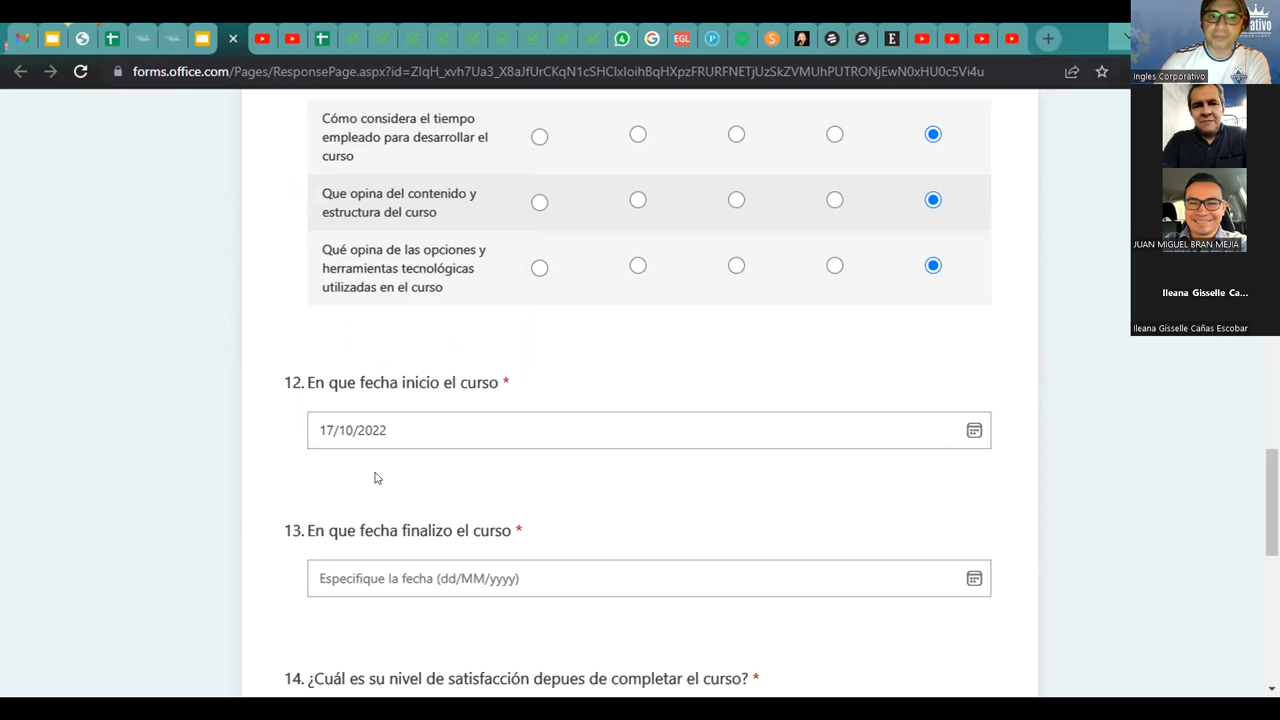 EGL
forms.office.com/Pages/ResponsePage.aspx?id=ZIqH_xvh7Ua3_X8aJfUrCKqN1cSHClxIoihBqHXpzFRURFNETjUzSkZVMUhPUTRONjEwN0xHU0c5Vi4u
Ingles Corporativo
JUAN MIGUEL BRAN MEJIA
Ileana Gisselle Ca...
Ileana Gisselle Cañas Escobar
Cómo considera el tiempo
empleado para desarrollar el
curso
Que opina del contenido y
estructura del curso
Qué opina de las opciones y
herramientas tecnológicas
utilizadas en el curso
12. En que fecha inicio el curso *
17/10/2022
13. En que fecha finalizo el curso *
Especifique la fecha (dd/MM/yyyy)
14. ¿Cuál es su nivel de satisfacción depues de completar el curso? *